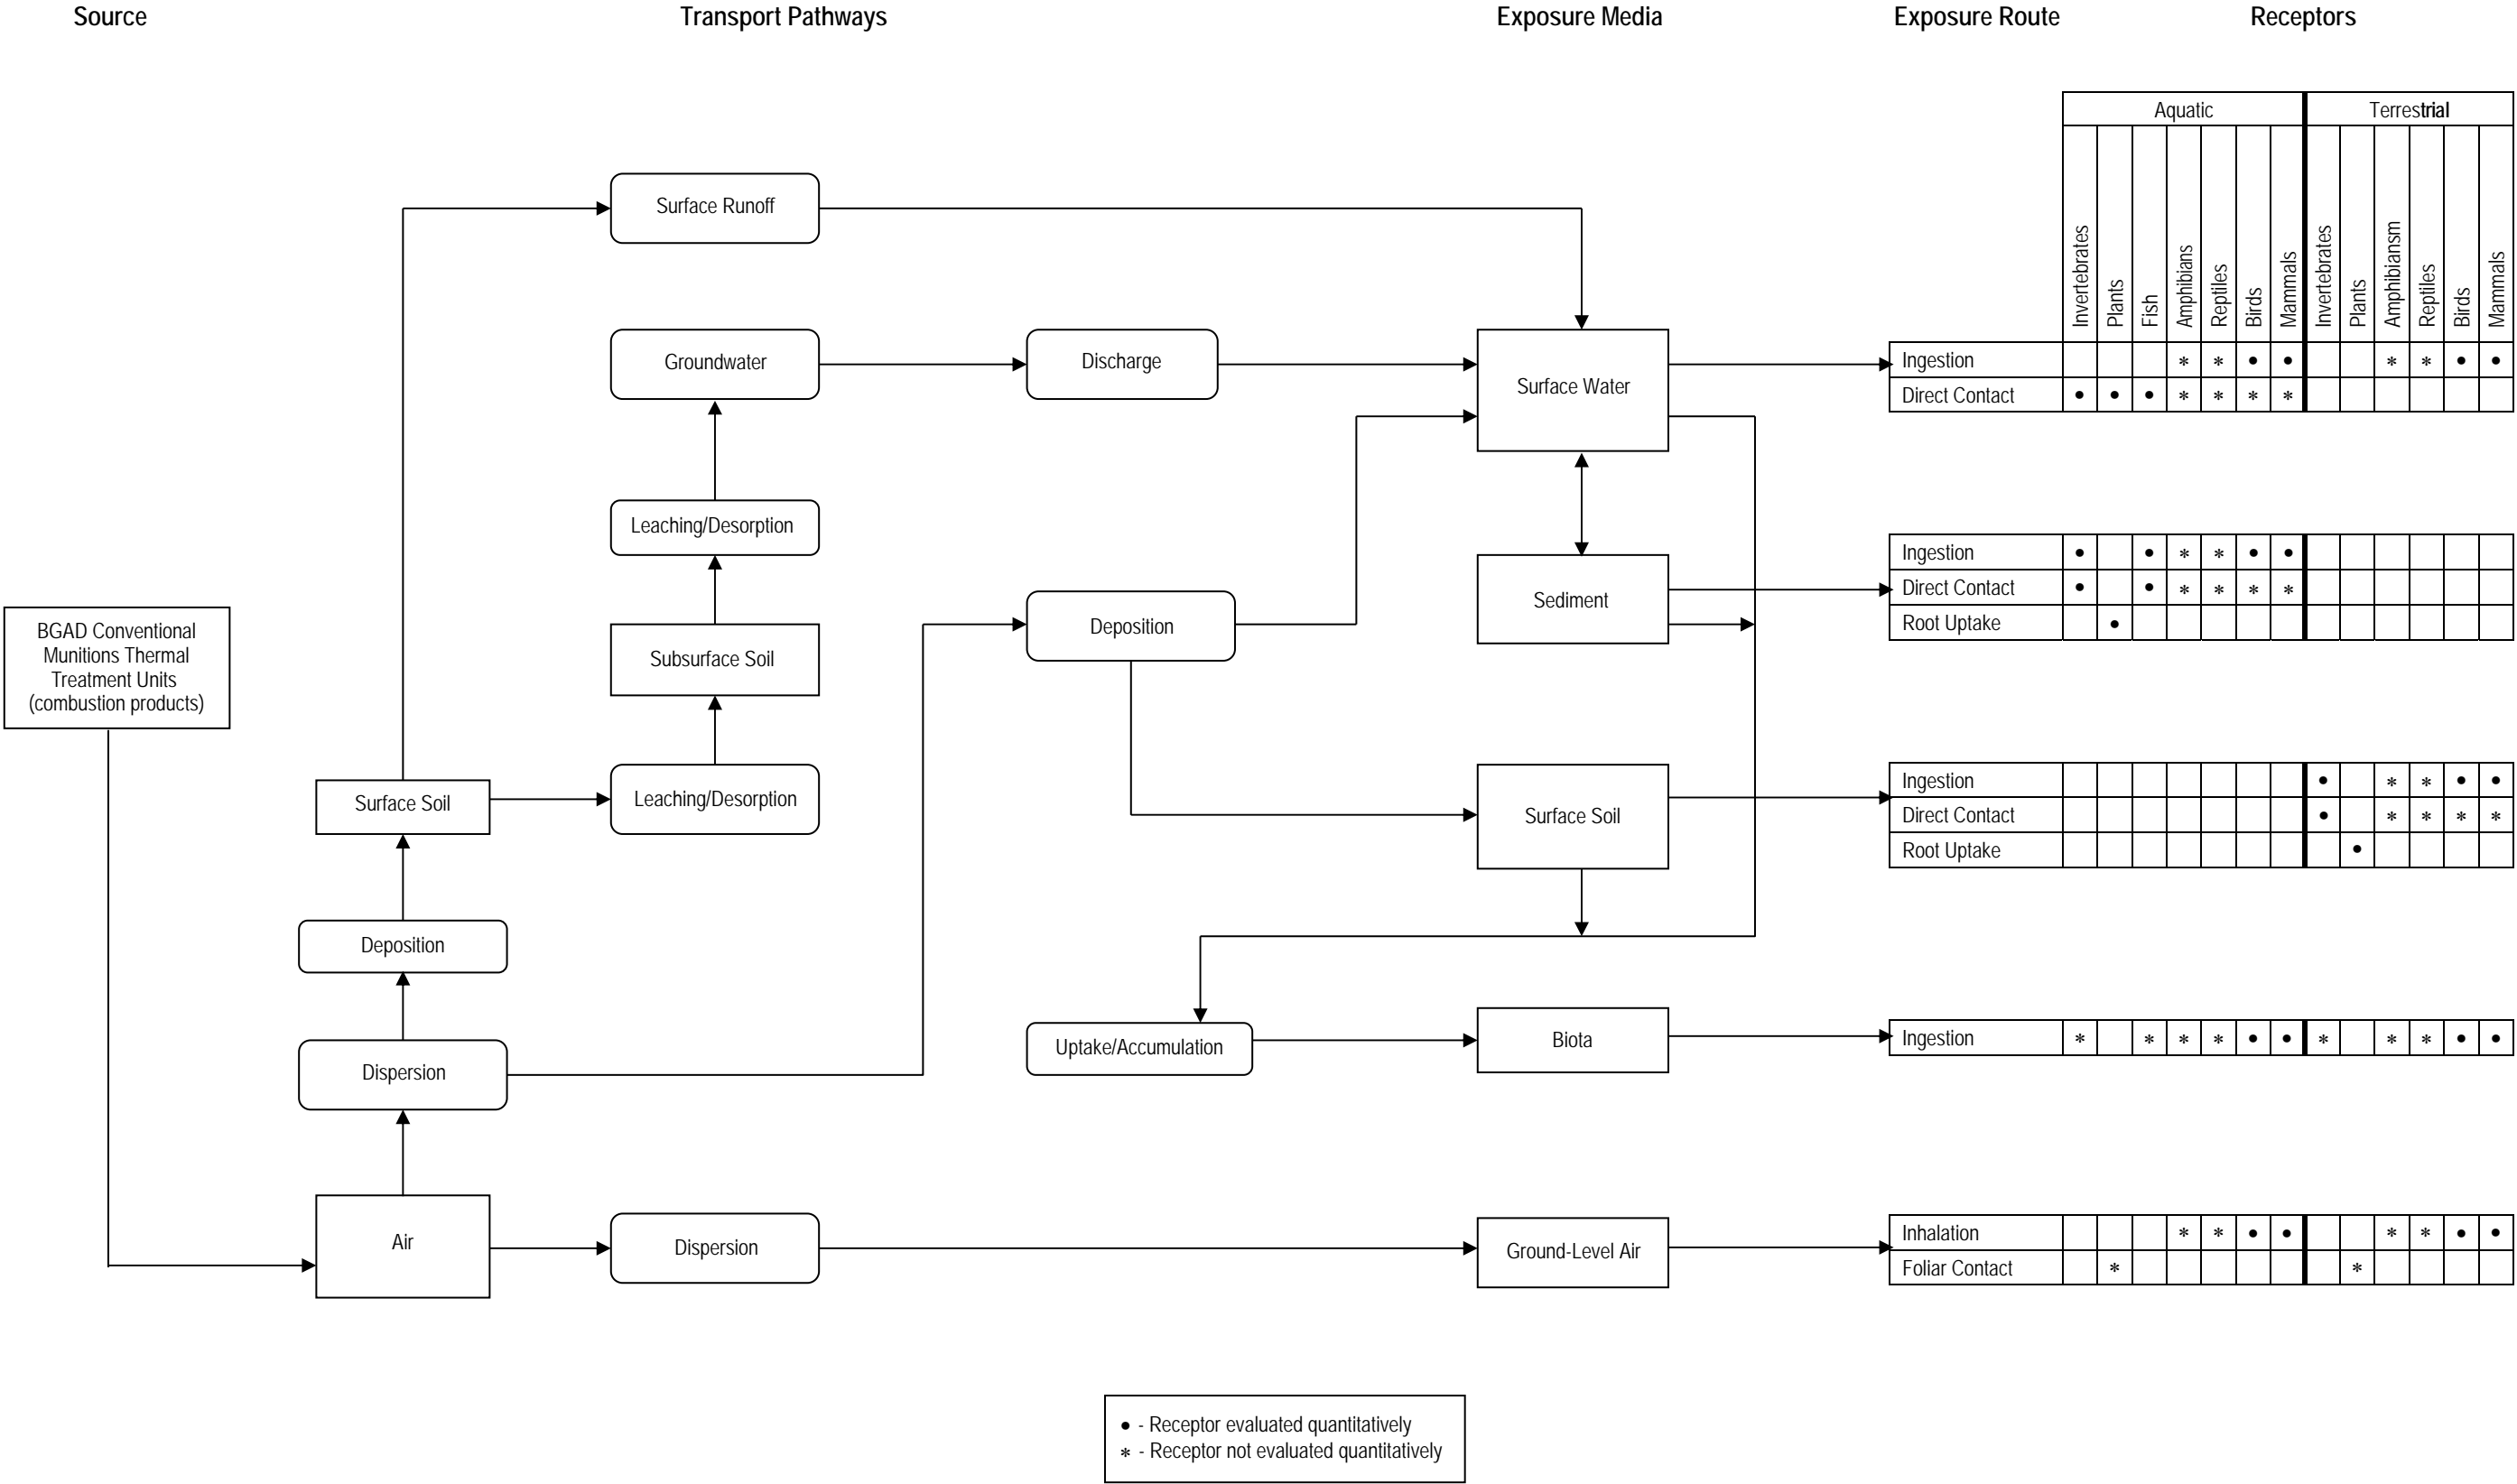 Source Transport Pathways Exposure Media Exposure Route Receptors
Aquatic Terrestrial
Invertebrates
Plants
Fish
Amphibians
Reptiles
Birds
Mammals
Invertebrates
Plants
Amphibiansm
Reptiles
Birds
Mammals
Surface Runoff
Groundwater
Discharge
Surface Water
Ingestion * * • • * * • •
Direct Contact • • • * * * *
Leaching/Desorption
Subsurface Soil
Leaching/Desorption
Deposition
Sediment
Ingestion • • * * • •
Direct Contact • • * * * *
Root Uptake •
BGAD Conventional
Munitions Thermal
Treatment Units
(combustion products)
Surface Soil
Surface Soil
Ingestion • * * • •
Direct Contact • * * * *
Root Uptake •
Deposition
Dispersion
Uptake/Accumulation
Biota
Ingestion * * * * • • * * * • •
Air
Dispersion
Ground-Level Air
Inhalation * * • • * * • •
Foliar Contact * *
• - Receptor evaluated quantitatively
* - Receptor not evaluated quantitatively